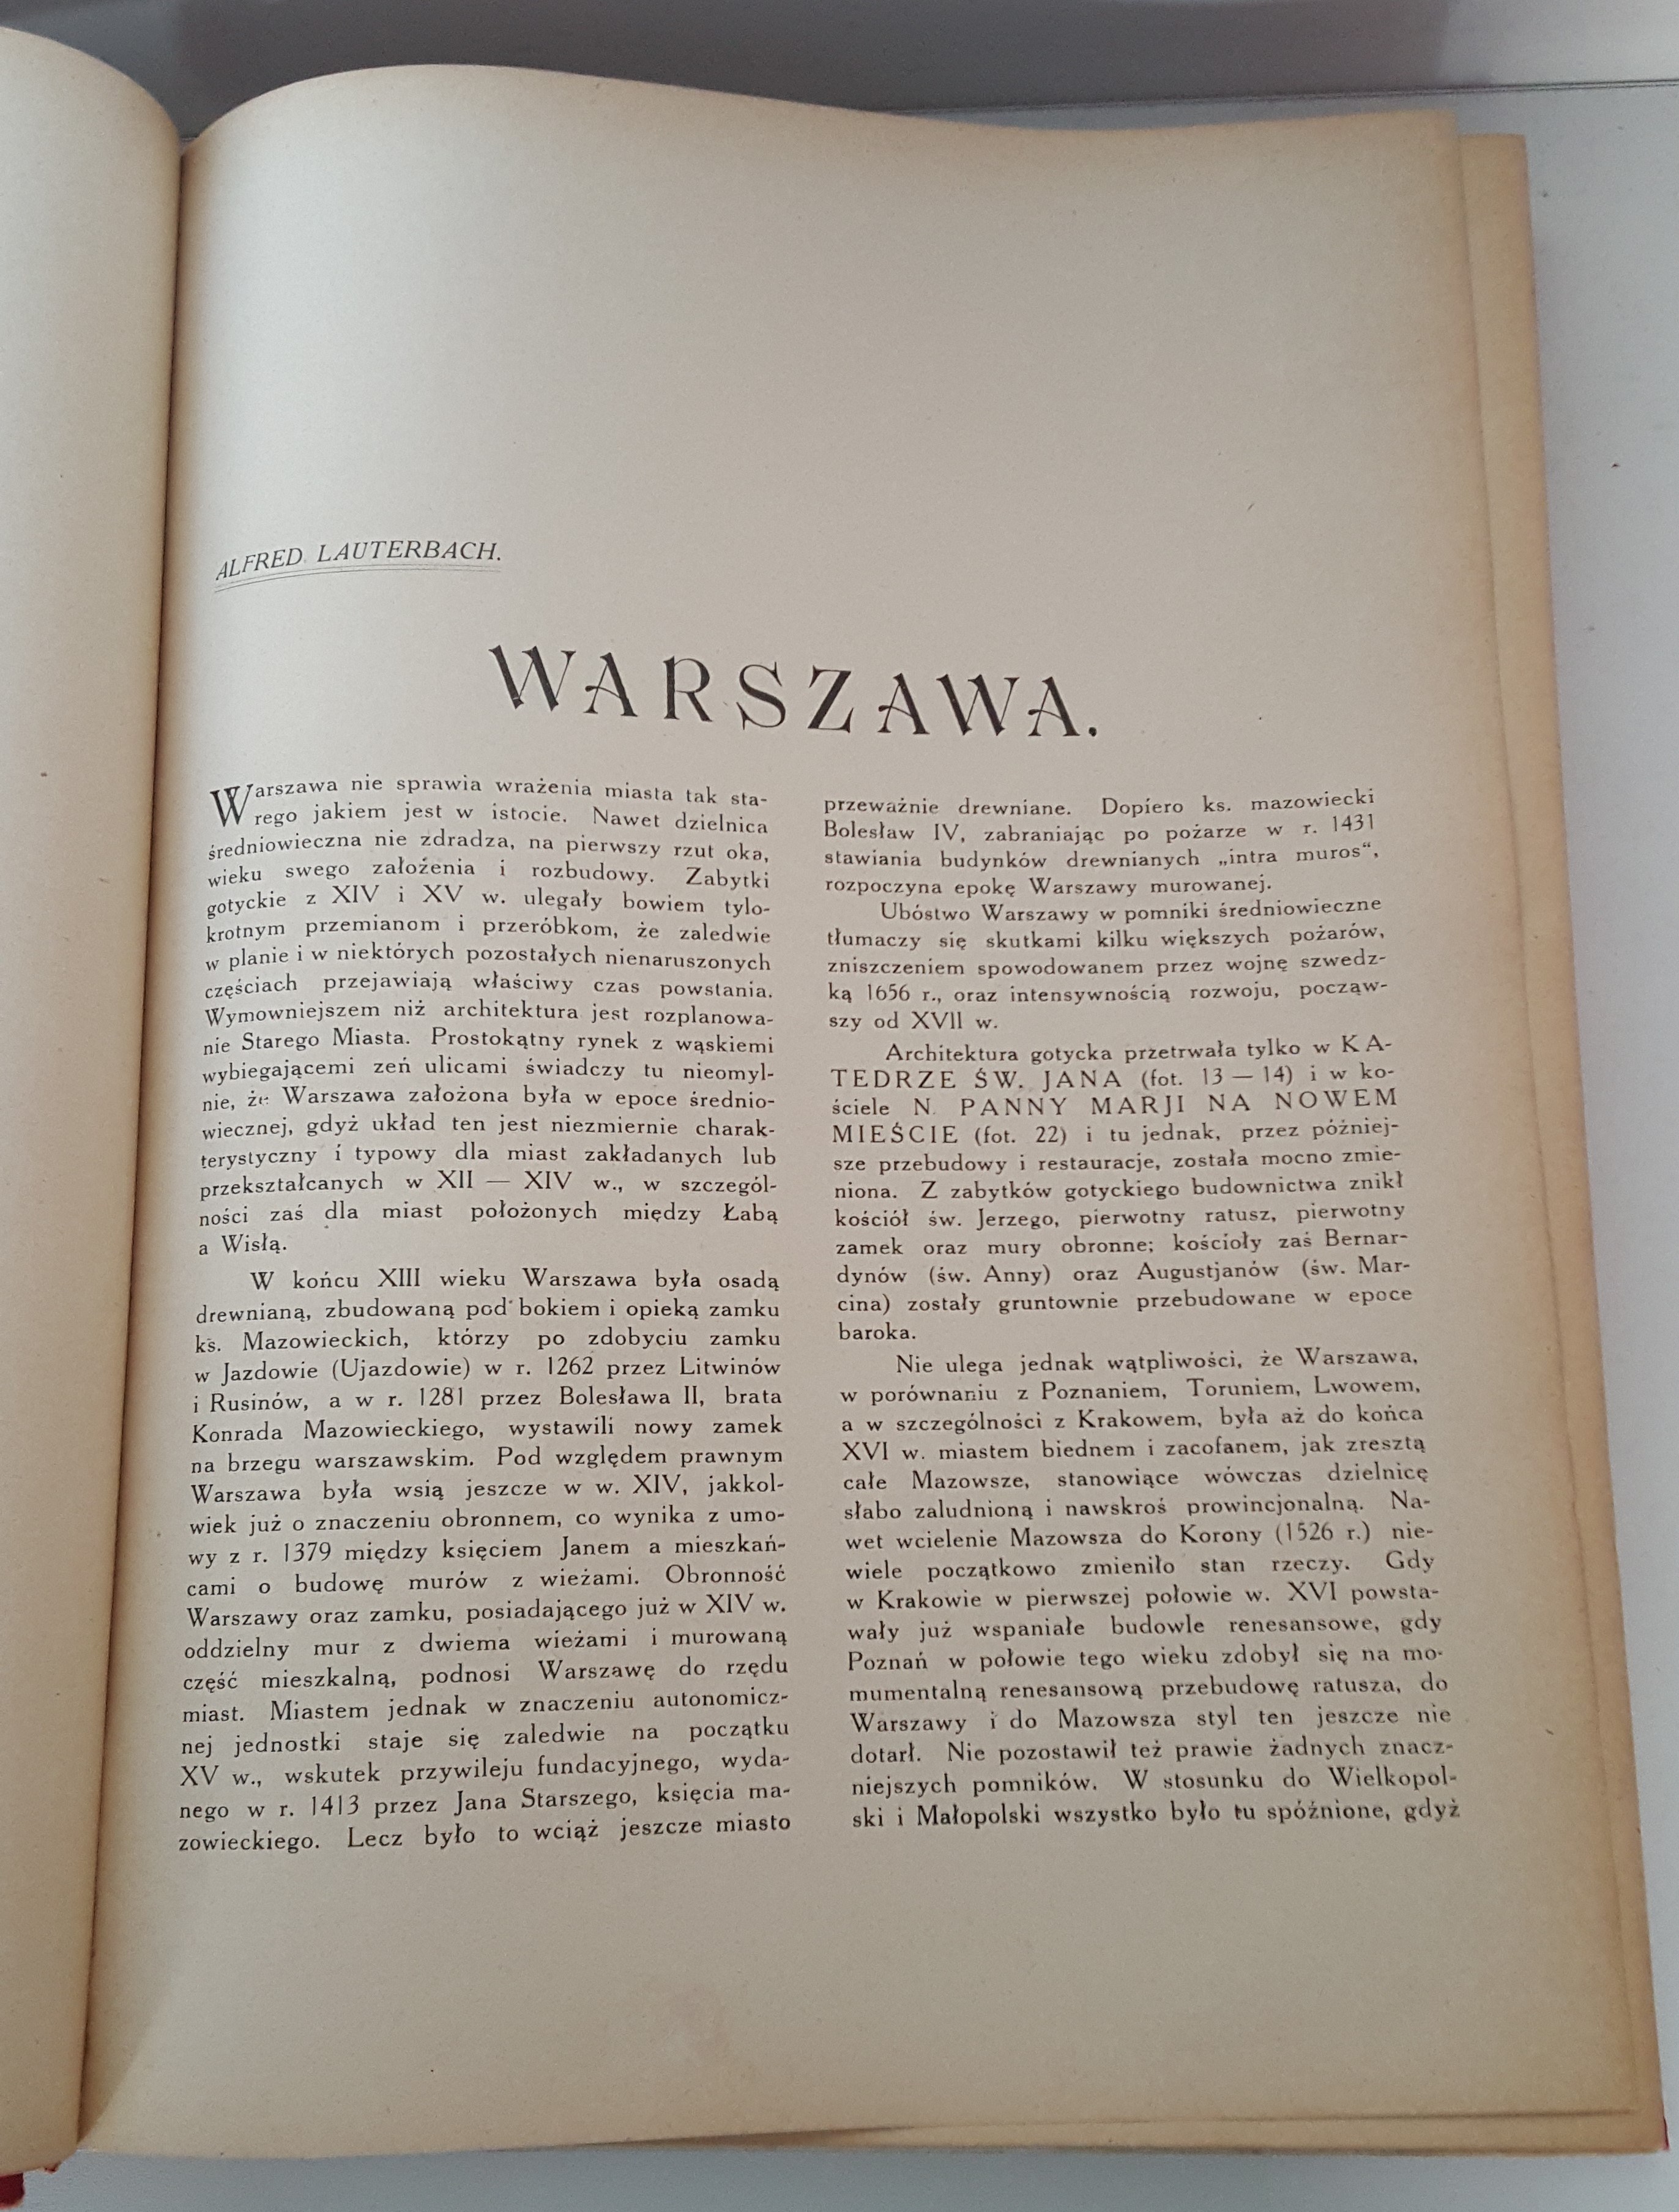 ALFRED LAUTERBACH.
WARSZAWA.
Warszawa nie sprawia wrażenia miasta tak sta-
rego jakiem jest w istocie. Nawet dzielnica
średniowieczna nie zdradza, na pierwszy rzut oka,
wieku swego założenia i rozbudowy. Zabytki
gotyckie z XIV i XV w. ulegały bowiem tylo-
krotnym przemianom i przeróbkom, że zaledwie
w planie i w niektórych pozostałych nienaruszonych
częściach przejawiają właściwy czas powstania.
Wymowniejszem niż architektura jest rozplanowa-
nie Starego Miasta. Prostokątny rynek z wąskiemi
wybiegającemi zeń ulicami świadczy tu nieomyl-
nie, że Warszawa założona była w epoce średnio-
wiecznej, gdyż układ ten jest niezmiernie charak-
terystyczny i typowy dla miast zakładanych lub
przekształcanych w XII — XIV w., w szczegól-
ności zaś dla miast położonych między Łabą
a Wisłą.
W końcu XIII wieku Warszawa była osadą
drewnianą, zbudowaną pod bokiem i opieką zamku
ks. Mazowieckich, którzy po zdobyciu zamku
w Jazdowie (Ujazdowie) w r. 1262 przez Litwinów
i Rusinów, a w r. 1281 przez Bolesława II, brata
Konrada Mazowieckiego, wystawili nowy zamek
na brzegu warszawskim. Pod względem prawnym
Warszawa była wsią jeszcze w w. XIV, jakkol-
wiek już o znaczeniu obronnem, co wynika z umo-
wy z r. 1379 między księciem Janem a mieszkań-
cami o budowę murów z wieżami. Obronność
Warszawy oraz zamku, posiadającego już w XIV w.
oddzielny mur z dwiema wieżami i murowaną
część mieszkalną, podnosi Warszawę do rzędu
miast. Miastem jednak w znaczeniu autonomicz-
nej jednostki staje się zaledwie na początku
XV w., wskutek przywileju fundacyjnego, wyda-
nego w r. 1413 przez Jana Starszego, księcia ma-
zowieckiego. Lecz było to wciąż jeszcze miasto
przeważnie drewniane. Dopiero ks. mazowiecki
Bolesław IV, zabraniając po pożarze w r. 1431
stawiania budynków drewnianych „intra muros“,
rozpoczyna epokę Warszawy murowanej.
Ubóstwo Warszawy w pomniki średniowieczne
tłumaczy się skutkami kilku większych pożarów,
zniszczeniem spowodowanem przez wojnę szwedz-
ką 1656 r., oraz intensywnością rozwoju, począw-
szy od XVII w.
Architektura gotycka przetrwała tylko w KA-
TEDRZE ŚW. JANA (fot. 13 — 14) i w ko-
ściele N. PANNY MARJI NA NOWEM
MIEŚCIE (fot. 22) i tu jednak, przez później-
sze przebudowy i restauracje, została mocno zmie-
niona. Z zabytków gotyckiego budownictwa znikł
kościół św. Jerzego, pierwotny ratusz, pierwotny
zamek oraz mury obronne; kościoły zaś Bernar-
dynów (św. Anny) oraz Augustjanów (św. Mar-
cina) zostały gruntownie przebudowane w epoce
baroka.
Nie ulega jednak wątpliwości, że Warszawa,
w porównaniu z Poznaniem, Toruniem, Lwowem,
a w szczególności z Krakowem, była aż do końca
XVI w. miastem biednem i zacofanem, jak zresztą
całe Mazowsze, stanowiące wówczas dzielnicę
słabo zaludnioną i nawskroś prowincjonalną. Na-
wet wcielenie Mazowsza do Korony (1526 r.) nie-
wiele początkowo zmieniło stan rzeczy. Gdy
w Krakowie w pierwszej połowie w. XVI powsta-
wały już wspaniałe budowle renesansowe, gdy
Poznań w połowie tego wieku zdobył się na mo-
mumentalną renesansową przebudowę ratusza, do
Warszawy i do Mazowsza styl ten jeszcze nie
dotarł. Nie pozostawił też prawie żadnych znacz-
niejszych pomników. W stosunku do Wielkopol-
ski i Małopolski wszystko było tu spóźnione, gdyż